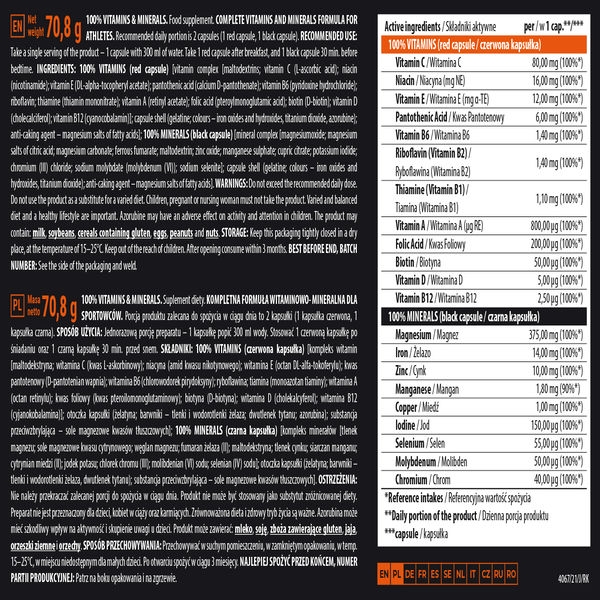 EN Net weight 70,8 g 100% VITAMINS & MINERALS. Food supplement. COMPLETE VITAMINS AND MINERALS FORMULA FOR
ATHLETES. Recommended daily portion is 2 capsules (1 red capsule, 1 black capsule). RECOMMENDED USE:
Take a single serving of the product – 1 capsule with 300 ml of water. Take 1 red capsule after breakfast, and 1 black capsule 30 min. before
bedtime. INGREDIENTS: 100% VITAMINS (red capsule) [vitamin complex [maltodextrins; vitamin C (L-ascorbic acid); niacin
(nicotinamide); vitamin E (DL-alpha-tocopheryl acetate); pantothenic acid (calcium D-pantothenate); vitamin B6 (pyridoxine hydrochloride);
riboflavin; thiamine (thiamin mononitrate); vitamin A (retinyl acetate); folic acid (pteroylmonoglutamic acid); biotin (D-biotin); vitamin D
(cholecalciferol); vitamin B12 (cyanocobalamin)]; capsule shell (gelatine; colours – iron oxides and hydroxides, titanium dioxide, azorubine);
anti-caking agent – magnesium salts of fatty acids]; 100% MINERALS (black capsule) [mineral complex [magnesium oxide; magnesium
salts of citric acid; magnesium carbonate; ferrous fumarate; maltodextrin; zinc oxide; manganese sulphate; cupric citrate; potassium iodide;
chromium (III) chloride; sodium molybdate (molybdenum (VI)); sodium selenite]; capsule shell (gelatine; colours – iron oxides and
hydroxides, titanium dioxide); anti-caking agent – magnesium salts of fatty acids]. WARNINGS: Do not exceed the recommended daily dose.
Do not use the product as a substitute for a varied diet. Children, pregnant or nursing woman must not take the product. Varied and balanced
diet and a healthy lifestyle are important. Azorubine may have an adverse effect on activity and attention in children. The product may
contain: milk, soybeans, cereals containing gluten, eggs, peanuts and nuts. STORAGE: Keep this packaging tightly closed in a dry
place, at the temperature of 15–25°C. Keep out of the reach of children. After opening consume within 3 months. BEST BEFORE END, BATCH
NUMBER: See the side of the packaging and weld.
PL Masa netto 70,8 g 100% VITAMINS & MINERALS. Suplement diety. KOMPLETNA FORMUŁA WITAMINOWO- MINERALNA DLA
SPORTOWCÓW. Porcja produktu zalecana do spożycia w ciągu dnia to 2 kapsułki (1 kapsułka czerwona, 1
kapsułka czarna). SPOSÓB UŻYCIA: Jednorazową porcję preparatu – 1 kapsułkę popić 300 ml wody. Stosować 1 czerwoną kapsułkę po
śniadaniu oraz 1 czarną kapsułkę 30 min. przed snem. SKŁADNIKI: 100% VITAMINS (czerwona kapsułka) [kompleks witamin
[maltodekstryna; witamina C (kwas L-askorbinowy); niacyna (amid kwasu nikotynowego); witamina E (octan DL-alfa-tokoferylu); kwas
pantotenowy (D-pantotenian wapnia); witamina B6 (chlorowodorek pirydoksyny); ryboflawina; tiamina (monoazotan tiaminy); witamina
A (octan retinylu); kwas foliowy (kwas pteroilomonoglutaminowy); biotyna (D-biotyna); witamina D (cholekalcyferol); witamina B12
(cyjanokobalamina)]; otoczka kapsułki (żelatyna; barwniki – tlenki i wodorotlenki żelaza, dwutlenek tytanu, azorubina); substancja
przeciwzbrylająca – sole magnezowe kwasów tłuszczowych]; 100% MINERALS (czarna kapsułka) [kompleks minerałów [tlenek
magnezu; sole magnezowe kwasu cytrynowego; węglan magnezu; fumaran żelaza (II); maltodekstryna; tlenek cynku; siarczan manganu;
cytrynian miedzi (II); jodek potasu; chlorek chromu (III); molibdenian (VI) sodu; selenian (IV) sodu]; otoczka kapsułki (żelatyna; barwniki –
tlenki i wodorotlenki żelaza, dwutlenek tytanu); substancja przeciwzbrylająca – sole magnezowe kwasów tłuszczowych]. OSTRZEŻENIA:
Nie należy przekraczać zalecanej porcji do spożycia w ciągu dnia. Produkt nie może być stosowany jako substytut zróżnicowanej diety.
Preparat nie jest przeznaczony dla dzieci, kobiet w ciąży oraz karmiących. Zrównoważona dieta i zdrowy tryb życia są ważne. Azorubina może
mieć szkodliwy wpływ na aktywność i skupienie uwagi u dzieci. Produkt może zawierać: mleko, soję, zboża zawierające gluten, jaja,
orzeszki ziemne i orzechy. SPOSÓB PRZECHOWYWANIA: Przechowywać w suchym pomieszczeniu, w zamkniętym opakowaniu, w temp.
15–25°C, w miejscu niedostępnym dla małych dzieci. Po otwarciu spożyć w ciągu 3 miesięcy. NAJLEPIEJ SPOŻYĆ PRZED KOŃCEM, NUMER
PARTII PRODUKCYJNEJ: Patrz na boku opakowania i na zgrzewie.
Active ingredients / Składniki aktywne per / w 1 cap.**/***
100% VITAMINS (red capsule / czerwona kapsułka)
Vitamin C / Witamina C 80,00 mg (100%*)
Niacin / Niacyna (mg NE) 16,00 mg (100%*)
Vitamin E / Witamina E (mg α-TE) 12,00 mg (100%*)
Pantothenic Acid / Kwas Pantotenowy 6,00 mg (100%*)
Vitamin B6 / Witamina B6 1,40 mg (100%*)
Riboflavin (Vitamin B2) /
Ryboflawina (Witamina B2) 1,40 mg (100%*)
Thiamine (Vitamin B1) /
Tiamina (Witamina B1) 1,10 mg (100%*)
Vitamin A / Witamina A (µg RE) 800,00 µg (100%*)
Folic Acid / Kwas Foliowy 200,00 µg (100%*)
Biotin / Biotyna 50,00 µg (100%*)
Vitamin D / Witamina D 5,00 µg (100%*)
Vitamin B12 / Witamina B12 2,50 µg (100%*)
100% MINERALS (black capsule / czarna kapsułka)
Magnesium / Magnez 375,00 mg (100%*)
Iron / Żelazo 14,00 mg (100%*)
Zinc / Cynk 10,00 mg (100%*)
Manganese / Mangan 1,80 mg (90%*)
Copper / Miedź 1,00 mg (100%*)
Iodine / Jod 150,00 µg (100%*)
Selenium / Selen 55,00 µg (100%*)
Molybdenum / Molibden 50,00 µg (100%*)
Chromium / Chrom 40,00 µg (100%*)
*Reference intakes / Referencyjna wartość spożycia
**Daily portion of the product / Dzienna porcja produktu
***capsule / kapsułka
EN PL DE FR ES SE NL IT CZ RU RO
4067/21/J/RK